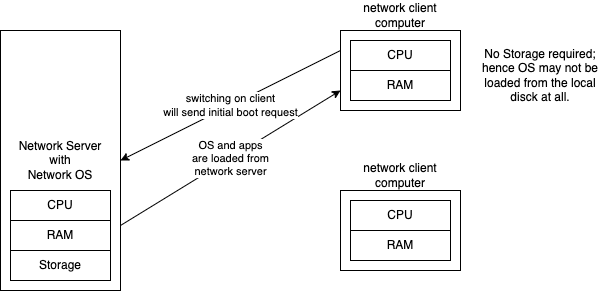 network client
computer
CPU
RAM
No Storage required;
hence OS may not be
loaded from the local
disck at all.
switching on client
will send initial boot request
OS and apps
are loaded from
network server
Network Server
with
Network OS
CPU
RAM
Storage
network client
computer
CPU
RAM